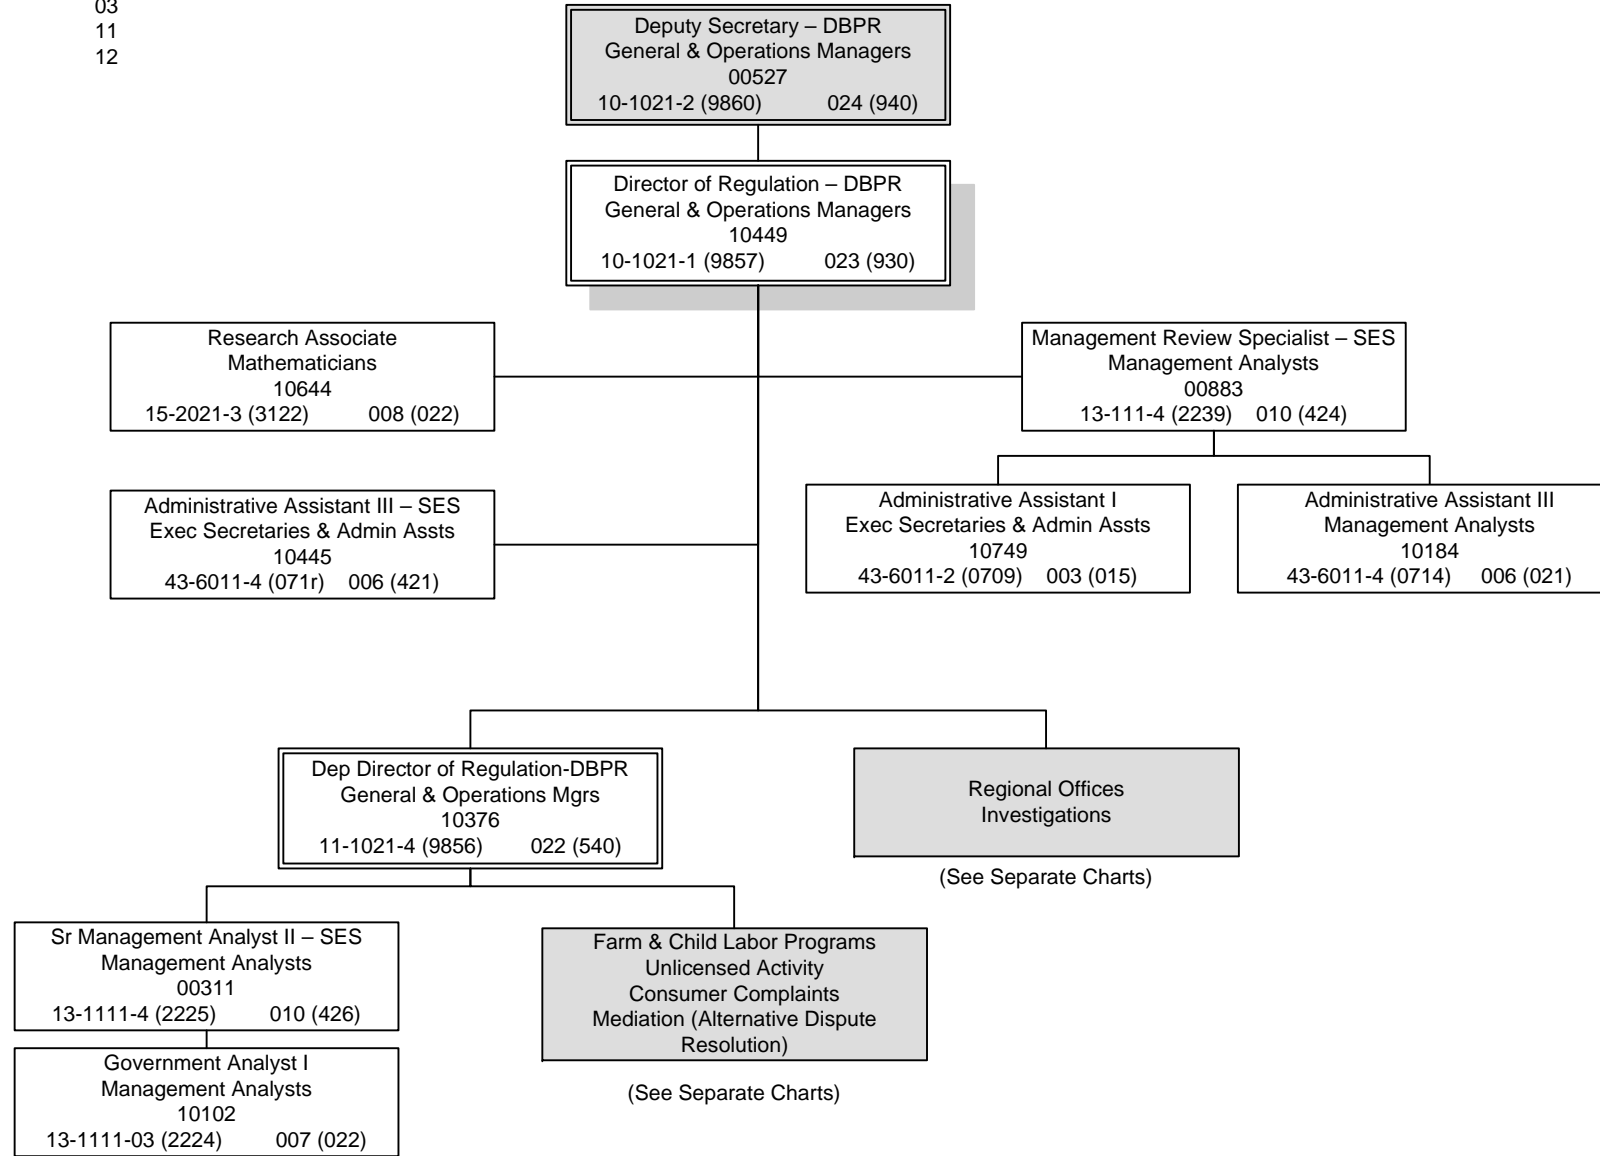 03
11
12
Deputy Secretary – DBPR
General & Operations Managers
00527
10-1021-2 (9860) 024 (940)
Director of Regulation – DBPR
General & Operations Managers
10449
10-1021-1 (9857) 023 (930)
Research Associate
Mathematicians
10644
15-2021-3 (3122) 008 (022)
Management Review Specialist – SES
Management Analysts
00883
13-111-4 (2239) 010 (424)
Administrative Assistant III – SES
Exec Secretaries & Admin Assts
10445
43-6011-4 (071r) 006 (421)
Administrative Assistant I
Exec Secretaries & Admin Assts
10749
43-6011-2 (0709) 003 (015)
Administrative Assistant III
Management Analysts
10184
43-6011-4 (0714) 006 (021)
Dep Director of Regulation-DBPR
General & Operations Mgrs
10376
11-1021-4 (9856) 022 (540)
Regional Offices
Investigations
(See Separate Charts)
Sr Management Analyst II – SES
Management Analysts
00311
13-1111-4 (2225) 010 (426)
Farm & Child Labor Programs
Unlicensed Activity
Consumer Complaints
Mediation (Alternative Dispute
Resolution)
(See Separate Charts)
Government Analyst I
Management Analysts
10102
13-1111-03 (2224) 007 (022)